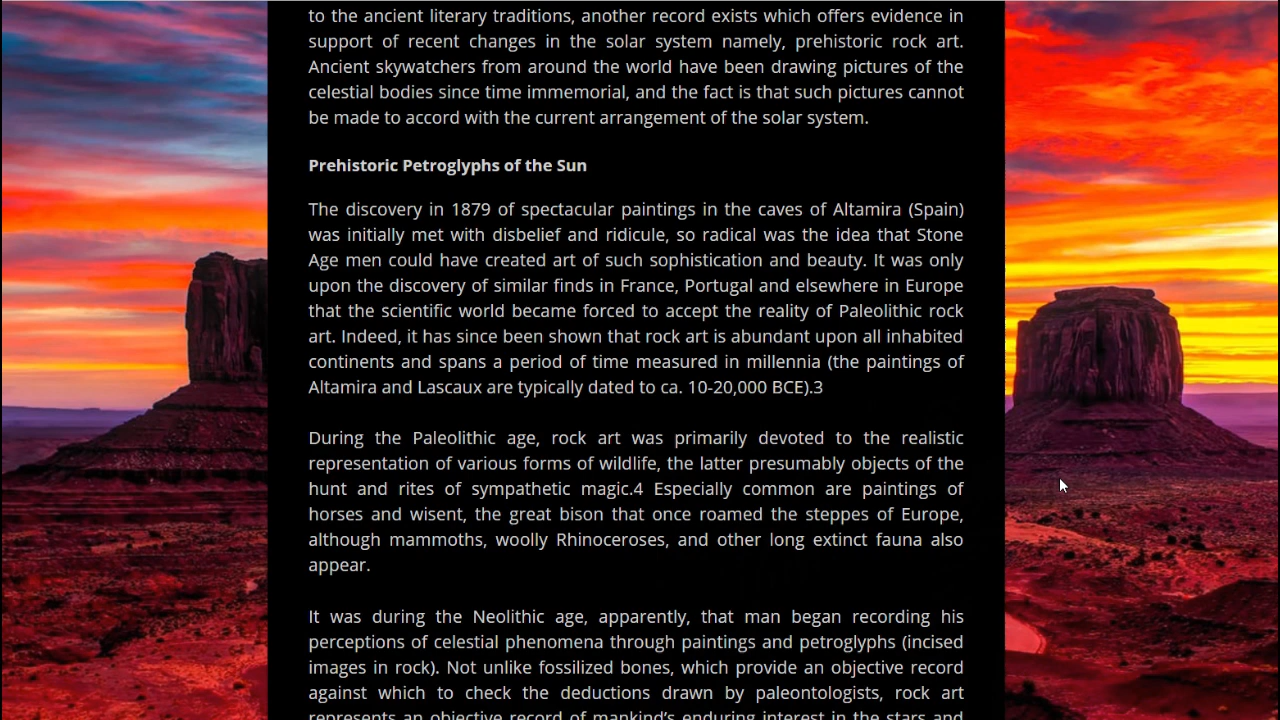 to the ancient literary traditions, another record exists which offers evidence in
support of recent changes in the solar system namely, prehistoric rock art.
Ancient skywatchers from around the world have been drawing pictures of the
celestial bodies since time immemorial, and the fact is that such pictures cannot
be made to accord with the current arrangement of the solar system.
Prehistoric Petroglyphs of the Sun
The discovery in 1879 of spectacular paintings in the caves of Altamira (Spain)
was initially met with disbelief and ridicule, so radical was the idea that Stone
Age men could have created art of such sophistication and beauty. It was only
upon the discovery of similar finds in France, Portugal and elsewhere in Europe
that the scientific world became forced to accept the reality of Paleolithic rock
art. Indeed, it has since been shown that rock art is abundant upon all inhabited
continents and spans a period of time measured in millennia (the paintings of
Altamira and Lascaux are typically dated to ca. 10-20,000 BCE).3
During the Paleolithic age, rock art was primarily devoted to the realistic
representation of various forms of wildlife, the latter presumably objects of the
hunt and rites of sympathetic magic.4 Especially common are paintings of
horses and wisent, the great bison that once roamed the steppes of Europe,
although mammoths, woolly Rhinoceroses, and other long extinct fauna also
appear.
It was during the Neolithic age, apparently, that man began recording his
perceptions of celestial phenomena through paintings and petroglyphs (incised
images in rock). Not unlike fossilized bones, which provide an objective record
against which to check the deductions drawn by paleontologists, rock art
represents an objective record of mankind's enduring interest in the stars and